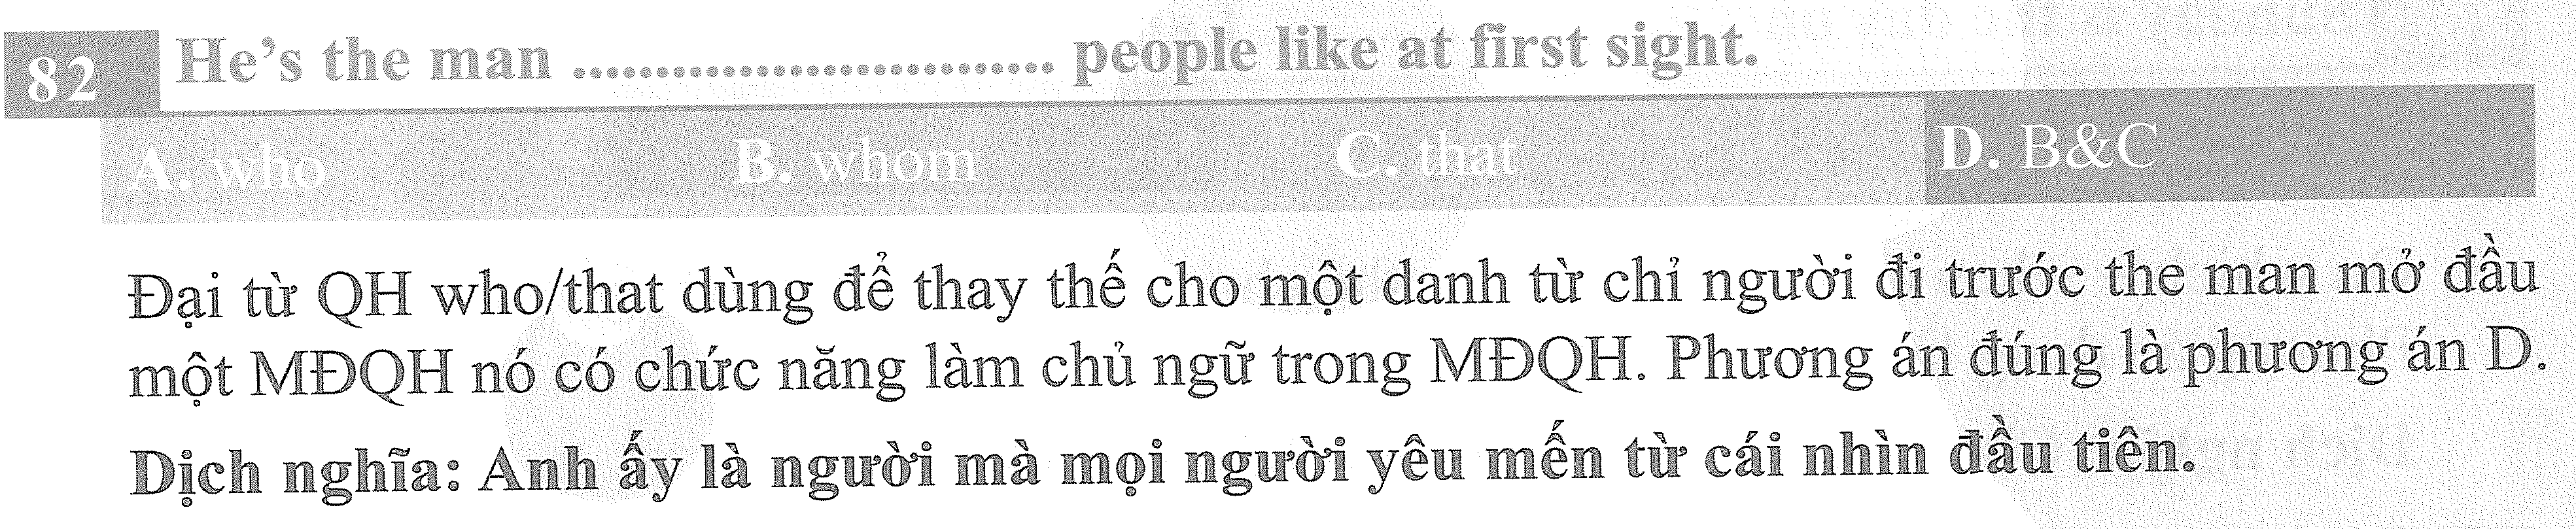 82 He's the man .............................. people like at first sight.
A. who B. whom C. that D. B&C
Đại từ QH who/that dùng để thay thế cho một danh từ chỉ người đi trước the man mở đầu
một MĐQH nó có chức năng làm chủ ngữ trong MĐQH. Phương án đúng là phương án D.
Dịch nghĩa: Anh ấy là người mà mọi người yêu mến từ cái nhìn đầu tiên.